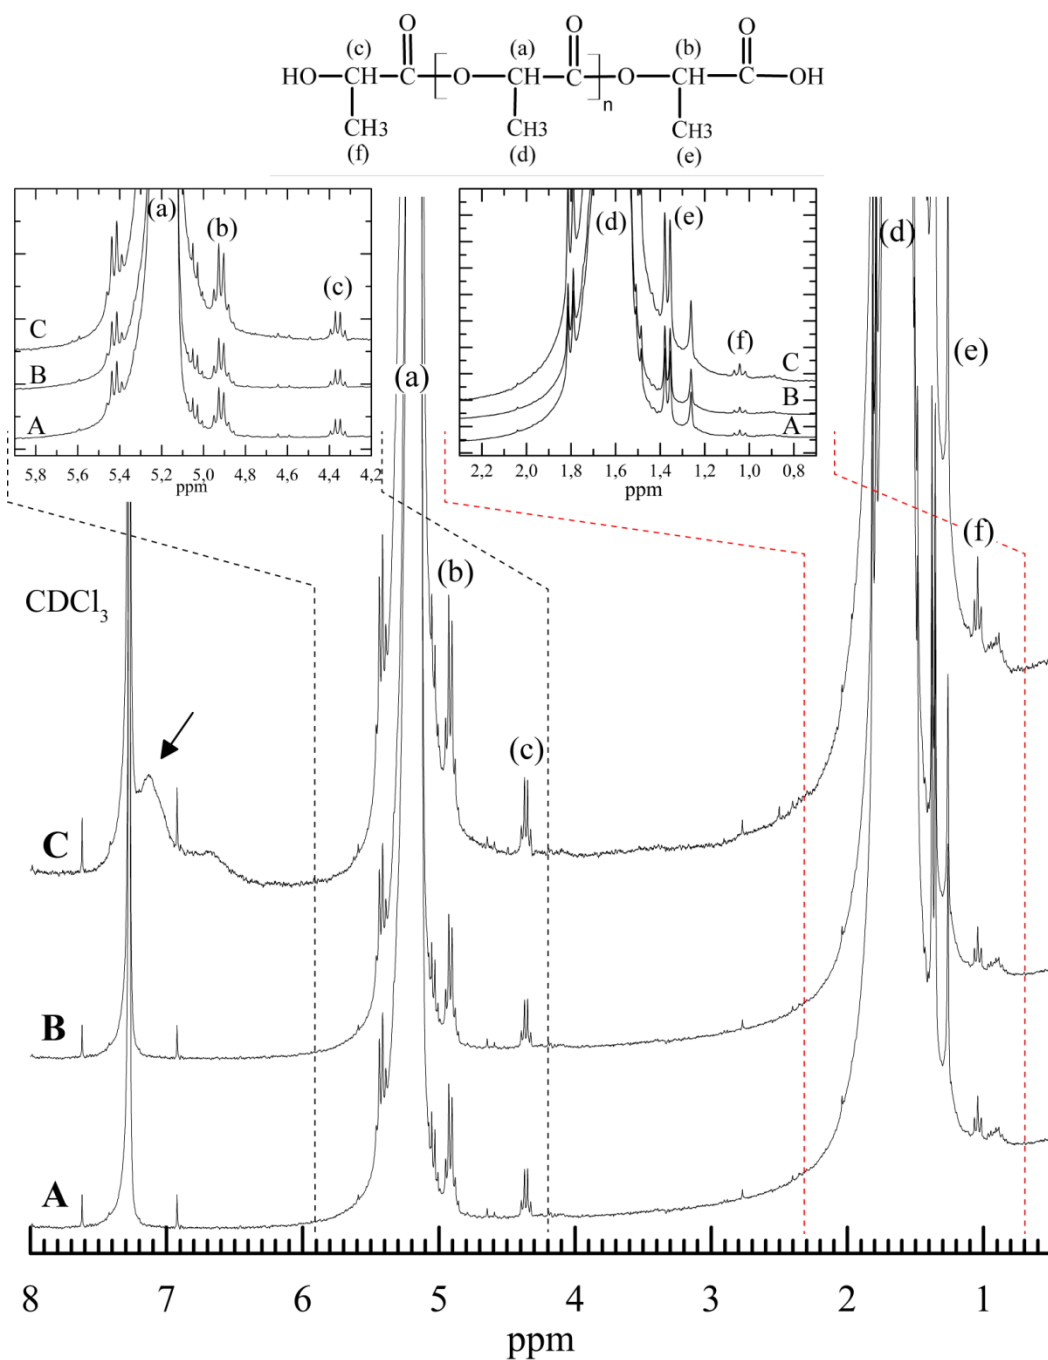 O O O
(c) (a) (b)
HO CH C O CH C O CH C OH
n
CH3 CH3 CH3
(f) (d) (e)
(a)
(b)
(c)
C
B
A
5,8 5,6 5,4 5,2 5,0 4,8 4,6 4,4 4,2
ppm
(d)
(e)
(f)
C
B
A
2,2 2,0 1,8 1,6 1,4 1,2 1,0 0,8
ppm
(d)
(e)
(a)
(f)
(b)
CDCl3
(c)
C
B
A
8 7 6 5 4 3 2 1
ppm